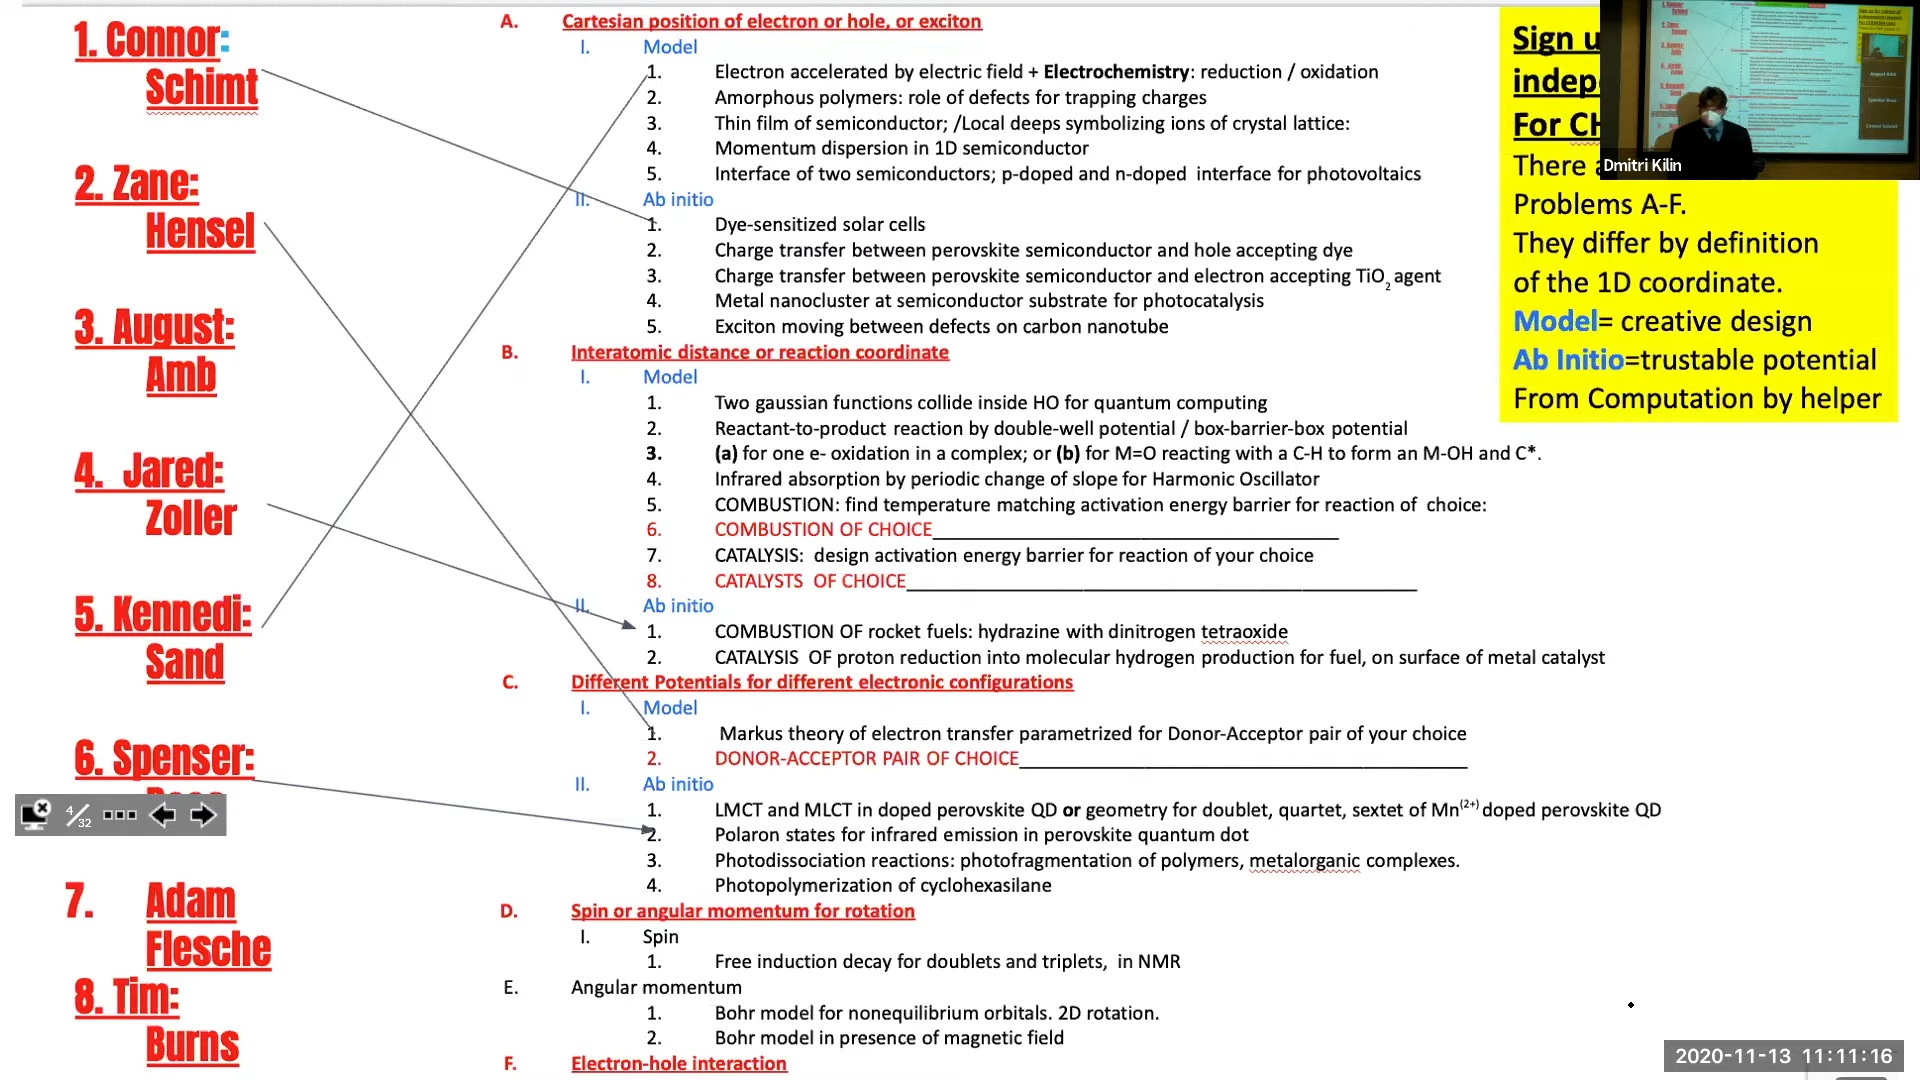 1. Connor:
Schimt
2. Zane:
Hensel
3. August:
Amb
4. Jared:
Zoller
5. Kennedi:
Sand
6. Spenser:
4/32
7. Adam
Flesche
8. Tim:
Burns
A. Cartesian position of electron or hole, or exciton
I. Model
1. Electron accelerated by electric field + Electrochemistry: reduction / oxidation
2. Amorphous polymers: role of defects for trapping charges
3. Thin film of semiconductor; /Local deeps symbolizing ions of crystal lattice:
4. Momentum dispersion in 1D semiconductor
5. Interface of two semiconductors; p-doped and n-doped interface for photovoltaics
II. Ab initio
1. Dye-sensitized solar cells
2. Charge transfer between perovskite semiconductor and hole accepting dye
3. Charge transfer between perovskite semiconductor and electron accepting TiO2 agent
4. Metal nanocluster at semiconductor substrate for photocatalysis
5. Exciton moving between defects on carbon nanotube
B. Interatomic distance or reaction coordinate
I. Model
1. Two gaussian functions collide inside HO for quantum computing
2. Reactant-to-product reaction by double-well potential / box-barrier-box potential
3. (a) for one e- oxidation in a complex; or (b) for M=O reacting with a C-H to form an M-OH and C*.
4. Infrared absorption by periodic change of slope for Harmonic Oscillator
5. COMBUSTION: find temperature matching activation energy barrier for reaction of choice:
6. COMBUSTION OF CHOICE
7. CATALYSIS: design activation energy barrier for reaction of your choice
8. CATALYSTS OF CHOICE
II. Ab initio
1. COMBUSTION OF rocket fuels: hydrazine with dinitrogen tetraoxide
2. CATALYSIS OF proton reduction into molecular hydrogen production for fuel, on surface of metal catalyst
C. Different Potentials for different electronic configurations
I. Model
1. Markus theory of electron transfer parametrized for Donor-Acceptor pair of your choice
2. DONOR-ACCEPTOR PAIR OF CHOICE
II. Ab initio
1. LMCT and MLCT in doped perovskite QD or geometry for doublet, quartet, sextet of Mn(2+) doped perovskite QD
2. Polaron states for infrared emission in perovskite quantum dot
3. Photodissociation reactions: photofragmentation of polymers, metalorganic complexes.
4. Photopolymerization of cyclohexasilane
D. Spin or angular momentum for rotation
I. Spin
1. Free induction decay for doublets and triplets, in NMR
E. Angular momentum
1. Bohr model for nonequilibrium orbitals. 2D rotation.
2. Bohr model in presence of magnetic field
F. Electron-hole interaction
Sign u
indep
For CH
There
Problems A-F.
They differ by definition
of the 1D coordinate.
Model= creative design
Ab Initio=trustable potential
From Computation by helper
Dmitri Kilin
2020-11-13 11:11:16